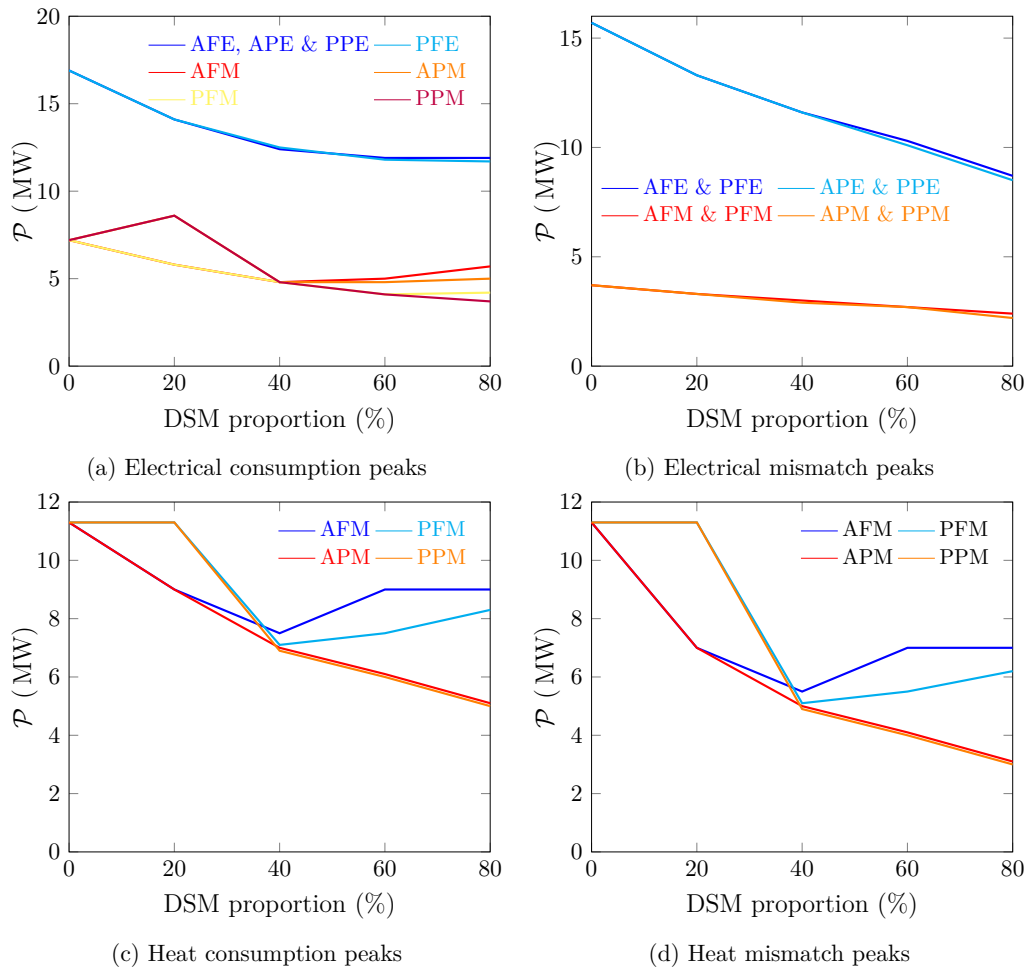 20
15
10
5
0
P ( MW)
AFE, APE & PPE
PFE
AFM
APM
PFM
PPM
0 20 40 60 80
DSM proportion (%)
(a) Electrical consumption peaks
15
10
5
0
P ( MW)
AFE & PFE
APE & PPE
AFM & PFM
APM & PPM
0 20 40 60 80
DSM proportion (%)
(b) Electrical mismatch peaks
12
10
8
6
4
2
0
P ( MW)
AFM
PFM
APM
PPM
0 20 40 60 80
DSM proportion (%)
(c) Heat consumption peaks
12
10
8
6
4
2
0
P ( MW)
AFM
PFM
APM
PPM
0 20 40 60 80
DSM proportion (%)
(d) Heat mismatch peaks